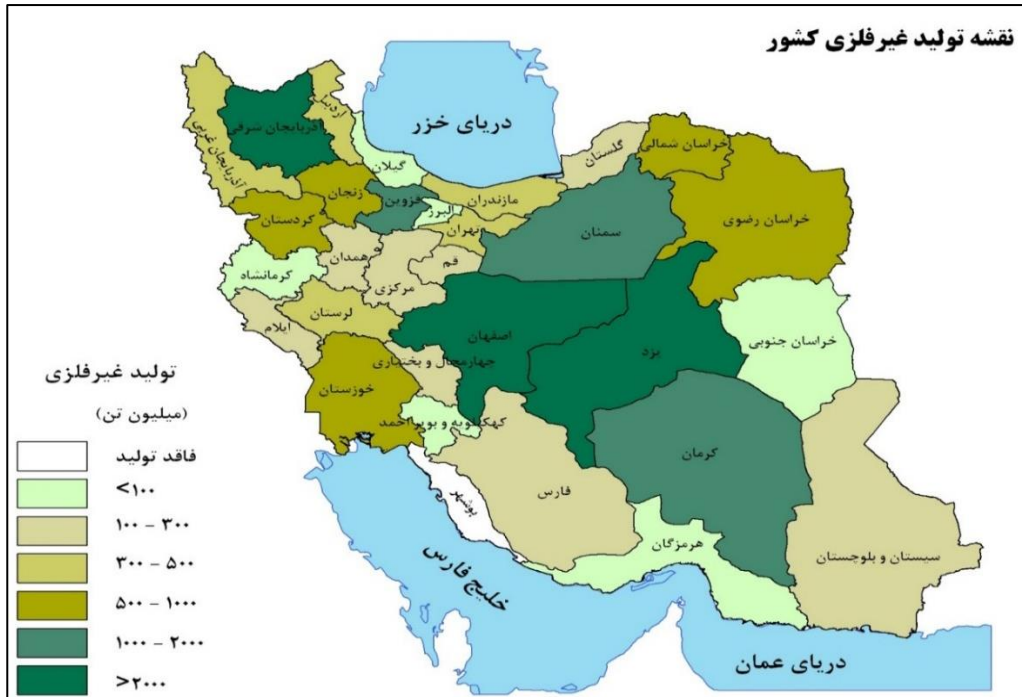 نقشه تولید غیرفلزی کشور
دریای خزر
آذربایجان شرقی
اردبیل
آذربایجان غربی
گیلان
گلستان
خراسان شمالی
زنجان
قزوین
البرز
مازندران
تهران
سمنان
خراسان رضوی
کردستان
کرمانشاه
همدان
مرکزی
قم
ایلام
لرستان
اصفهان
یزد
خراسان جنوبی
چهارمحال و بختیاری
خوزستان
کهکیلویه و بویراحمد
کرمان
فارس
بوشهر
هرمزگان
سیستان و بلوچستان
خلیج فارس
دریای عمان
تولید غیرفلزی
(میلیون تن)
فاقد تولید
<۱۰۰
۱۰۰ - ۳۰۰
۳۰۰ - ۵۰۰
۵۰۰ - ۱۰۰۰
۱۰۰۰ - ۲۰۰۰
>۲۰۰۰